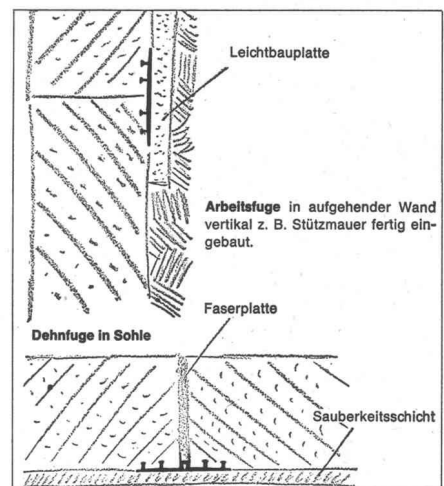 Leichtbauplatte
Arbeitsfuge in aufgehender Wand
vertikal z. B. Stützmauer fertig ein-
gebaut.
Faserplatte
Dehnfuge in Sohle
Sauberkeitsschicht